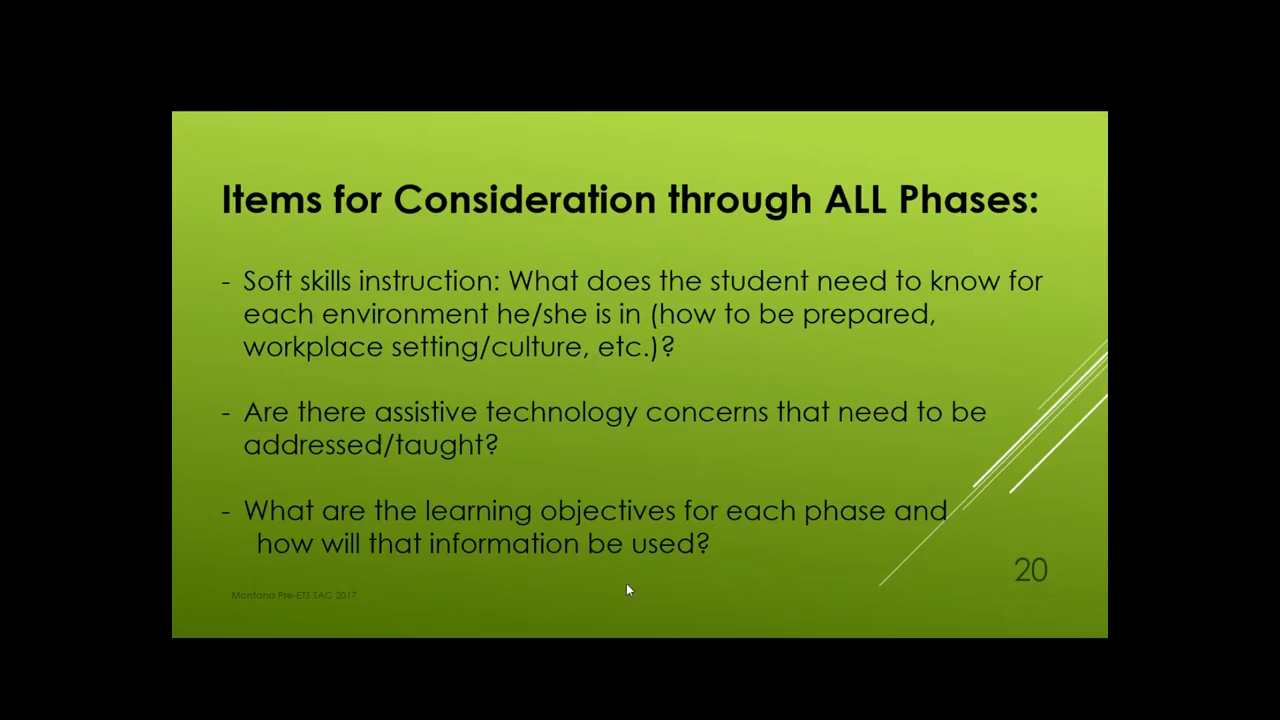 Items for Consideration through ALL Phases:
- Soft skills instruction: What does the student need to know for
each environment he/she is in (how to be prepared,
workplace setting/culture, etc.)?
- Are there assistive technology concerns that need to be
addressed/taught?
- What are the learning objectives for each phase and
how will that information be used?
20
Montana Pre-ETS TAC 2017